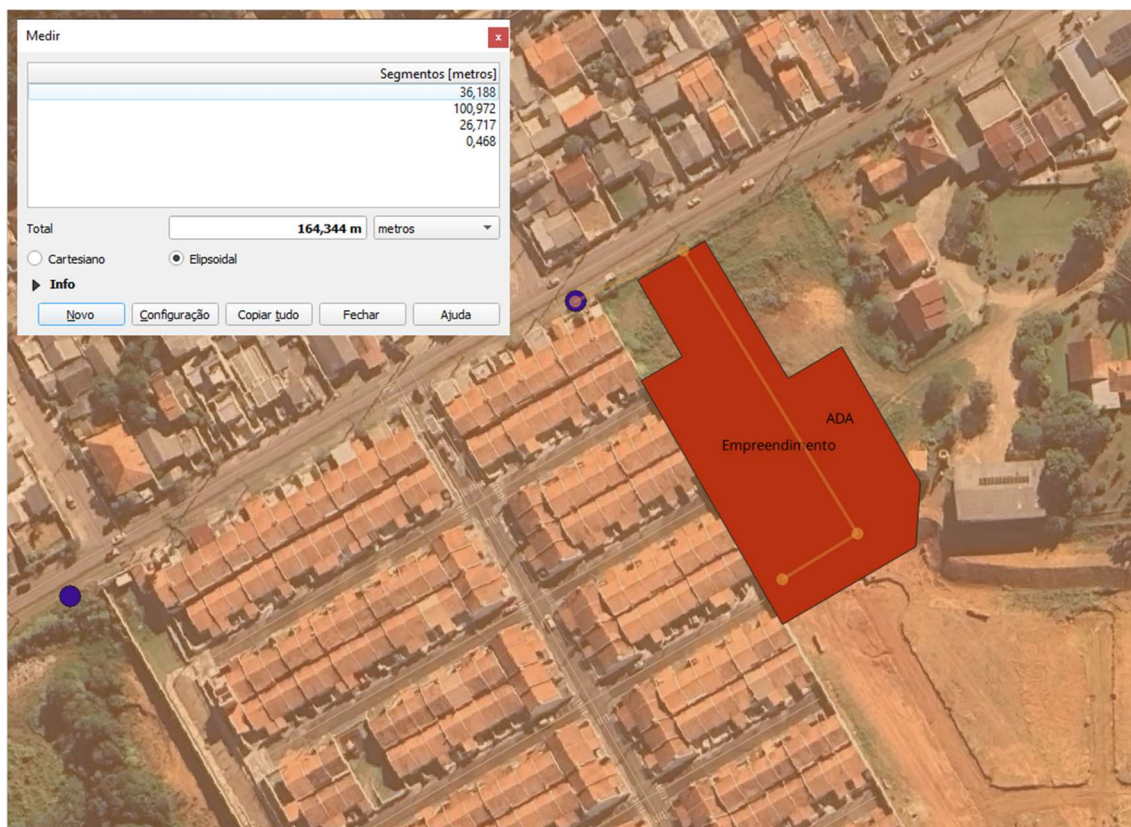 Medir
x
Segmentos [metros]
36,188
100,972
26,717
0,468
Total 164,344 m metros
Cartesiano Elipsoidal
Info
Novo Configuração Copiar tudo Fechar Ajuda
ADA
Empreendimento